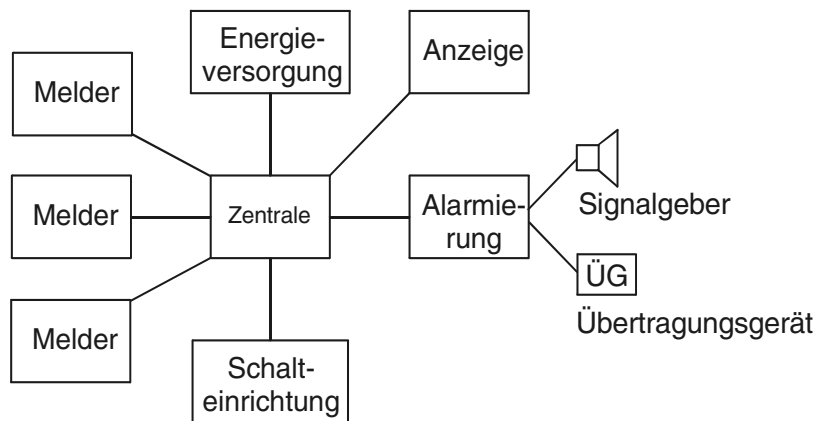 Energie-
versorgung
Anzeige
Melder
Melder
Zentrale
Alarmie-
rung
Signalgeber
ÜG
Übertragungsgerät
Melder
Schalt-
einrichtung